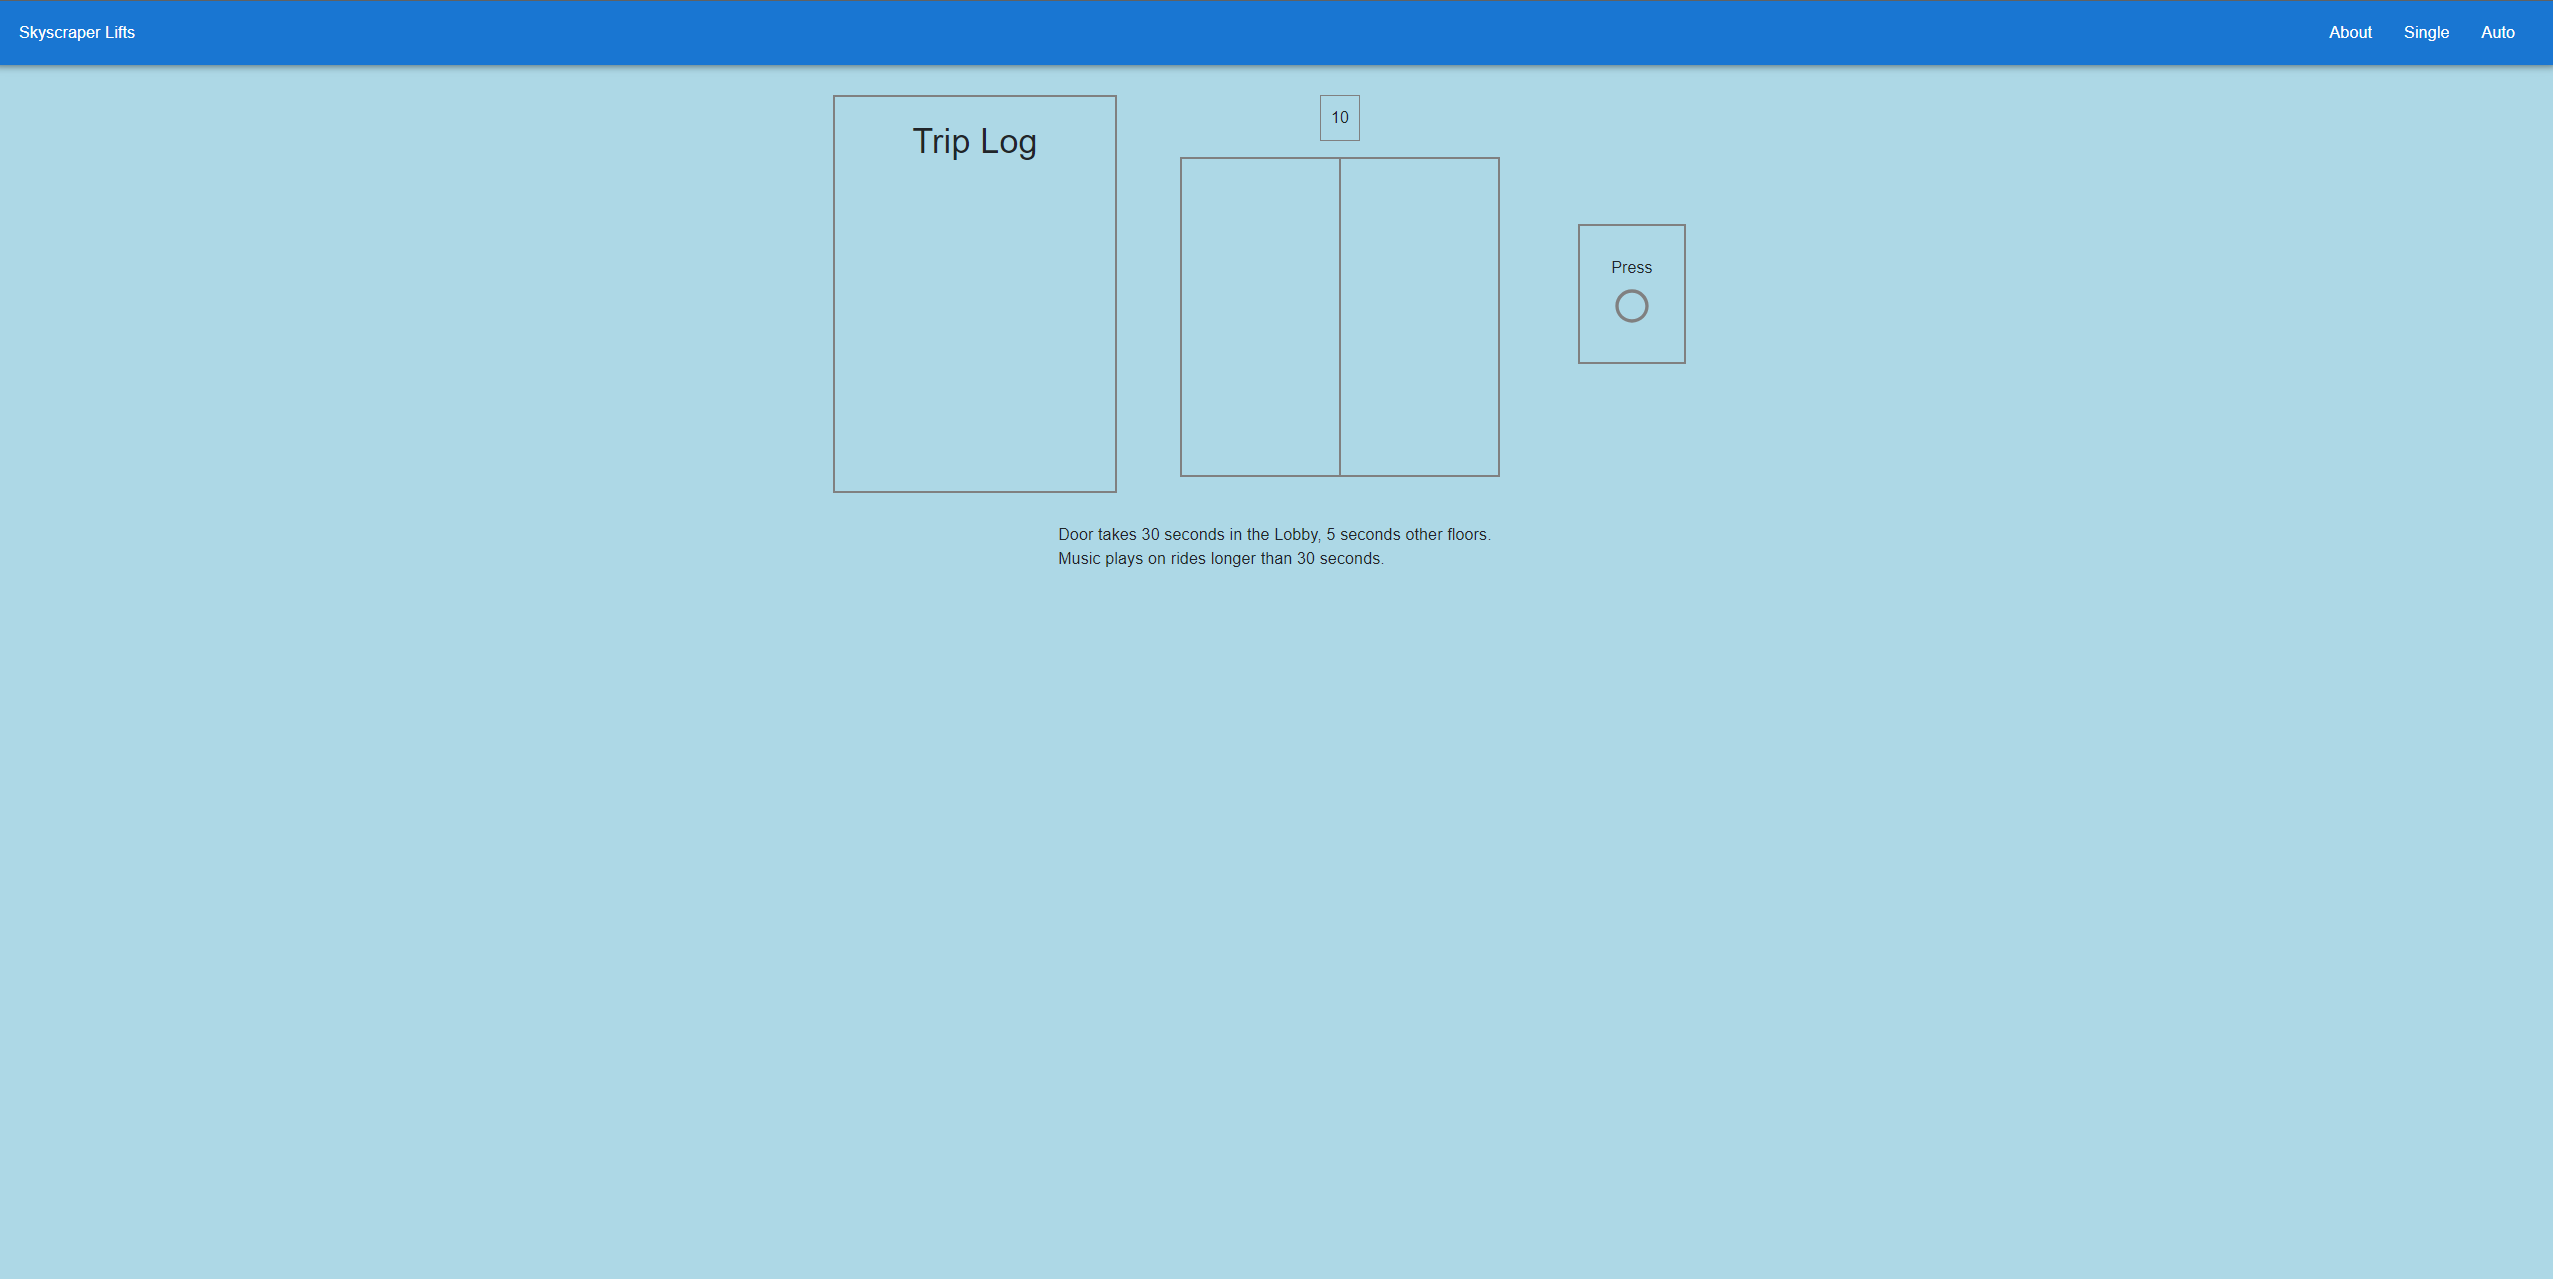 Skyscraper Lifts
About Single Auto
Trip Log
10
Press
Door takes 30 seconds in the Lobby, 5 seconds other floors.
Music plays on rides longer than 30 seconds.